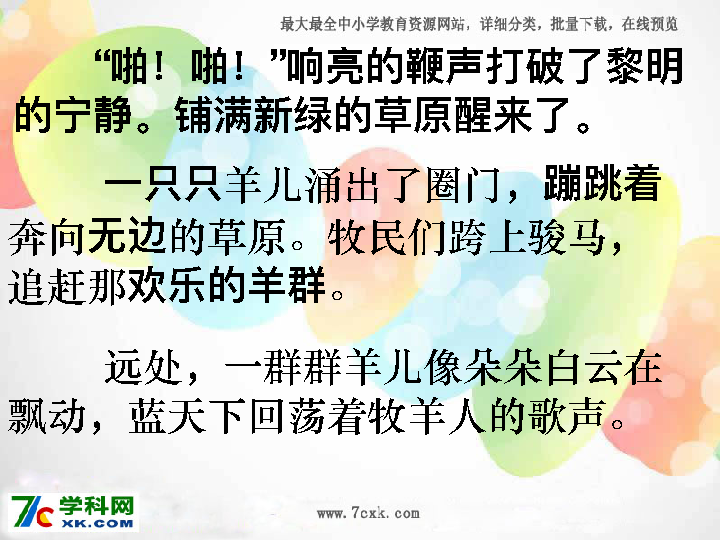 最大最全中小学教育资源网站，详细分类，批量下载，在线预览
“啪！啪！”响亮的鞭声打破了黎明
的宁静。铺满新绿的草原醒来了。
一只只羊儿涌出了圈门，蹦跳着
奔向无边的草原。牧民们跨上骏马，
追赶那欢乐的羊群。
远处，一群群羊儿像朵朵白云在
飘动，蓝天下回荡着牧羊人的歌声。
7c 学科网
XK.COM
www.7cxk.com